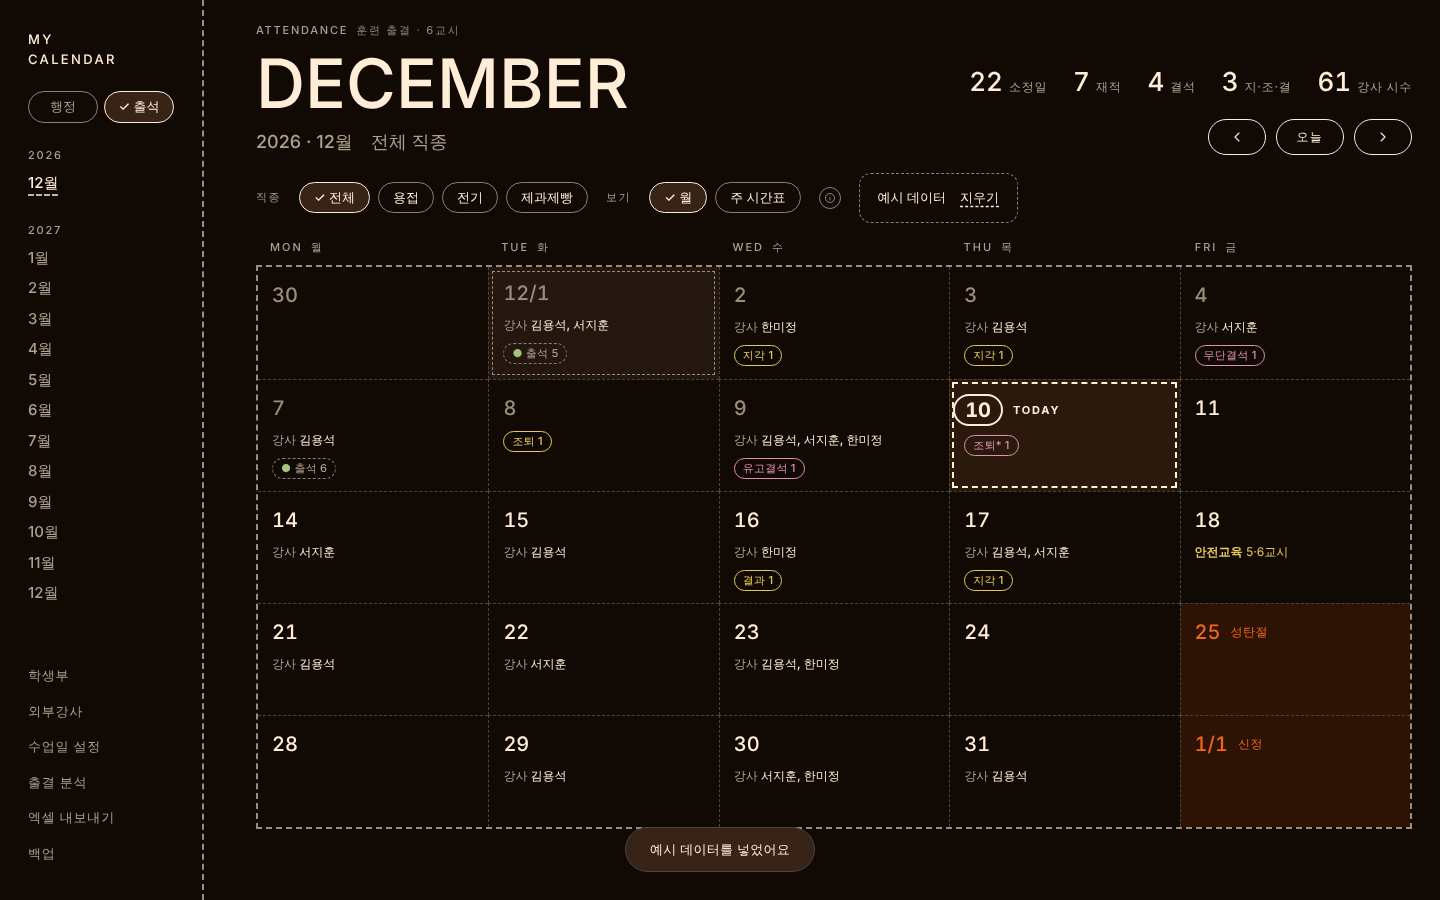 MY
CALENDAR
행정
✓ 출석
2026
12월
2027
1월
2월
3월
4월
5월
6월
7월
8월
9월
10월
11월
12월
학생부
외부강사
수업일 설정
출결 분석
엑셀 내보내기
백업
ATTENDANCE 훈련 출결 · 6교시
DECEMBER
2026 · 12월 전체 직종
22 소정일 7 재적 4 결석 3 지·조·결 61 강사 시수
오늘
직종 ✓ 전체 용접 전기 제과제빵 보기 ✓ 월 주 시간표 예시 데이터 지우기
MON 월 TUE 화 WED 수 THU 목 FRI 금
30
12/1
강사 김용석, 서지훈
출석 5
2
강사 한미정
지각 1
3
강사 김용석
지각 1
4
강사 서지훈
무단결석 1
7
강사 김용석
출석 6
8
조퇴 1
9
강사 김용석, 서지훈, 한미정
유고결석 1
10 TODAY
조퇴* 1
11
14
강사 서지훈
15
강사 김용석
16
강사 한미정
결과 1
17
강사 김용석, 서지훈
지각 1
18
안전교육 5·6교시
21
강사 김용석
22
강사 서지훈
23
강사 김용석, 한미정
24
25 성탄절
28
29
강사 김용석
30
강사 서지훈, 한미정
31
강사 김용석
1/1 신정
예시 데이터를 넣었어요